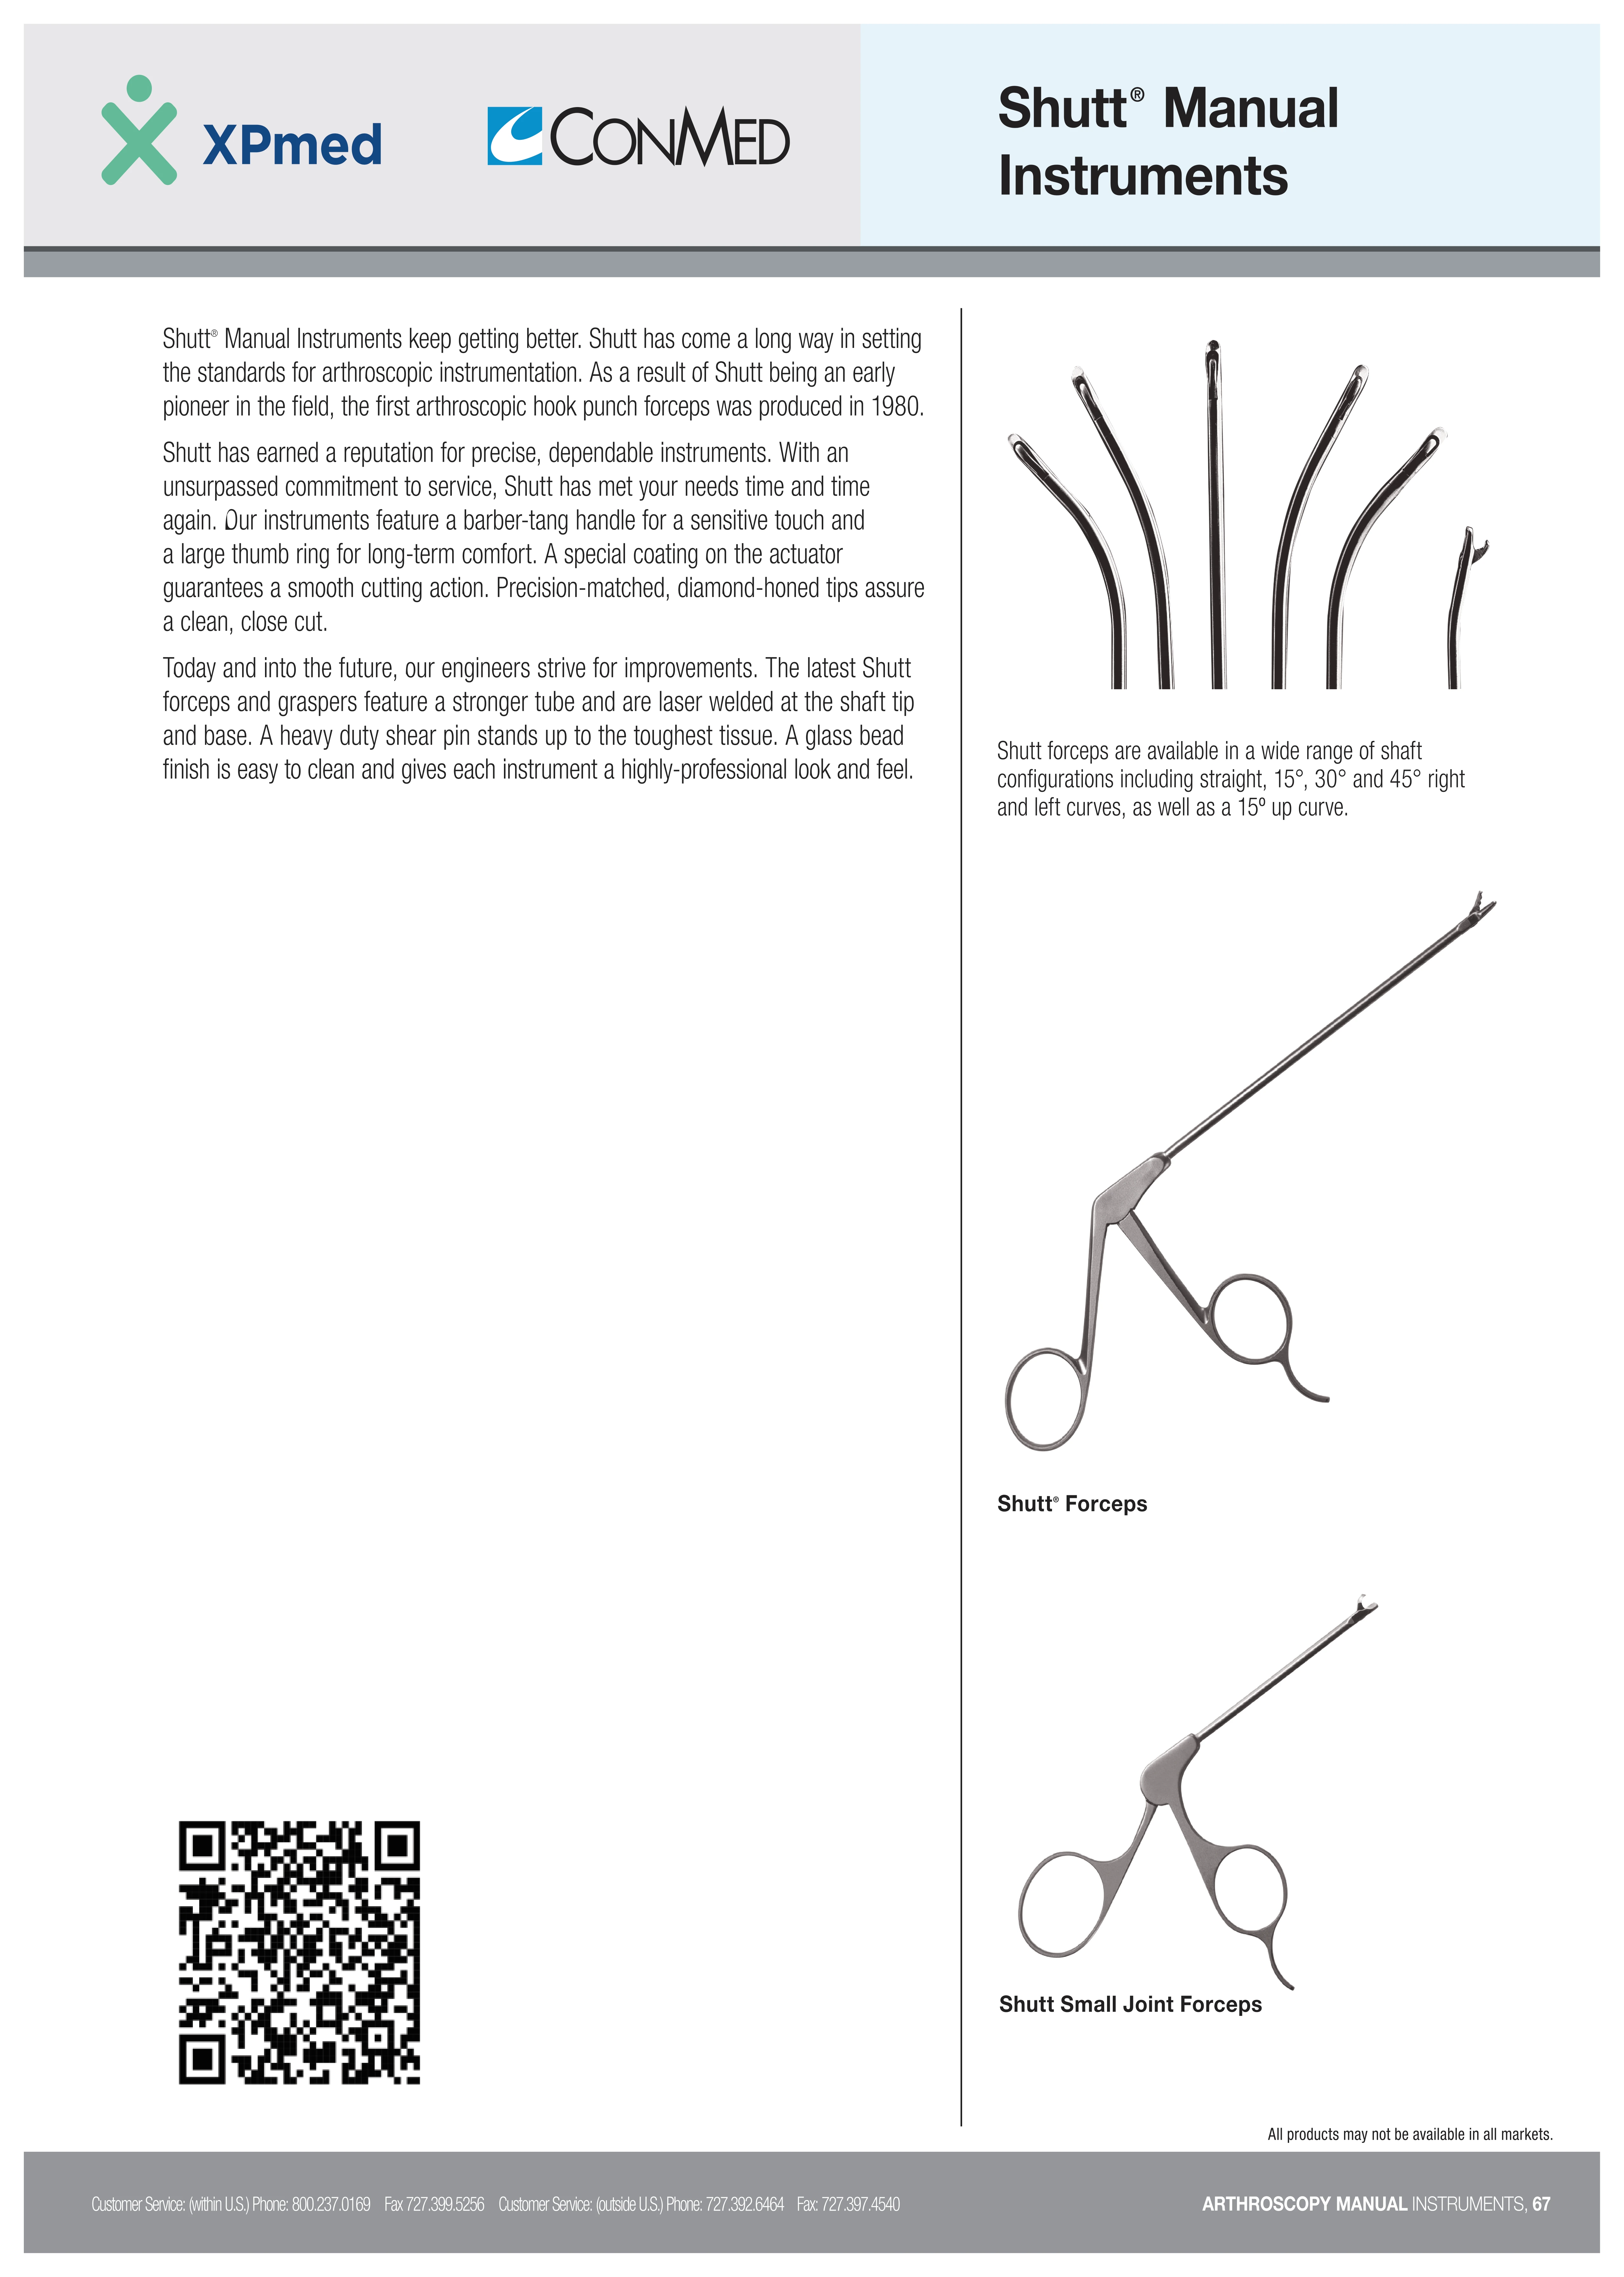 XPmed
CONMED
Shutt® Manual
Instruments
Shutt® Manual Instruments keep getting better. Shutt has come a long way in setting
the standards for arthroscopic instrumentation. As a result of Shutt being an early
pioneer in the field, the first arthroscopic hook punch forceps was produced in 1980.
Shutt has earned a reputation for precise, dependable instruments. With an
unsurpassed commitment to service, Shutt has met your needs time and time
again. Our instruments feature a barber-tang handle for a sensitive touch and
a large thumb ring for long-term comfort. A special coating on the actuator
guarantees a smooth cutting action. Precision-matched, diamond-honed tips assure
a clean, close cut.
Today and into the future, our engineers strive for improvements. The latest Shutt
forceps and graspers feature a stronger tube and are laser welded at the shaft tip
and base. A heavy duty shear pin stands up to the toughest tissue. A glass bead
finish is easy to clean and gives each instrument a highly-professional look and feel.
Shutt forceps are available in a wide range of shaft
configurations including straight, 15°, 30° and 45° right
and left curves, as well as a 15º up curve.
Shutt® Forceps
Shutt Small Joint Forceps
All products may not be available in all markets.
Customer Service: (within U.S.) Phone: 800.237.0169 Fax 727.399.5256 Customer Service: (outside U.S.) Phone: 727.392.6464 Fax: 727.397.4540
ARTHROSCOPY MANUAL INSTRUMENTS, 67